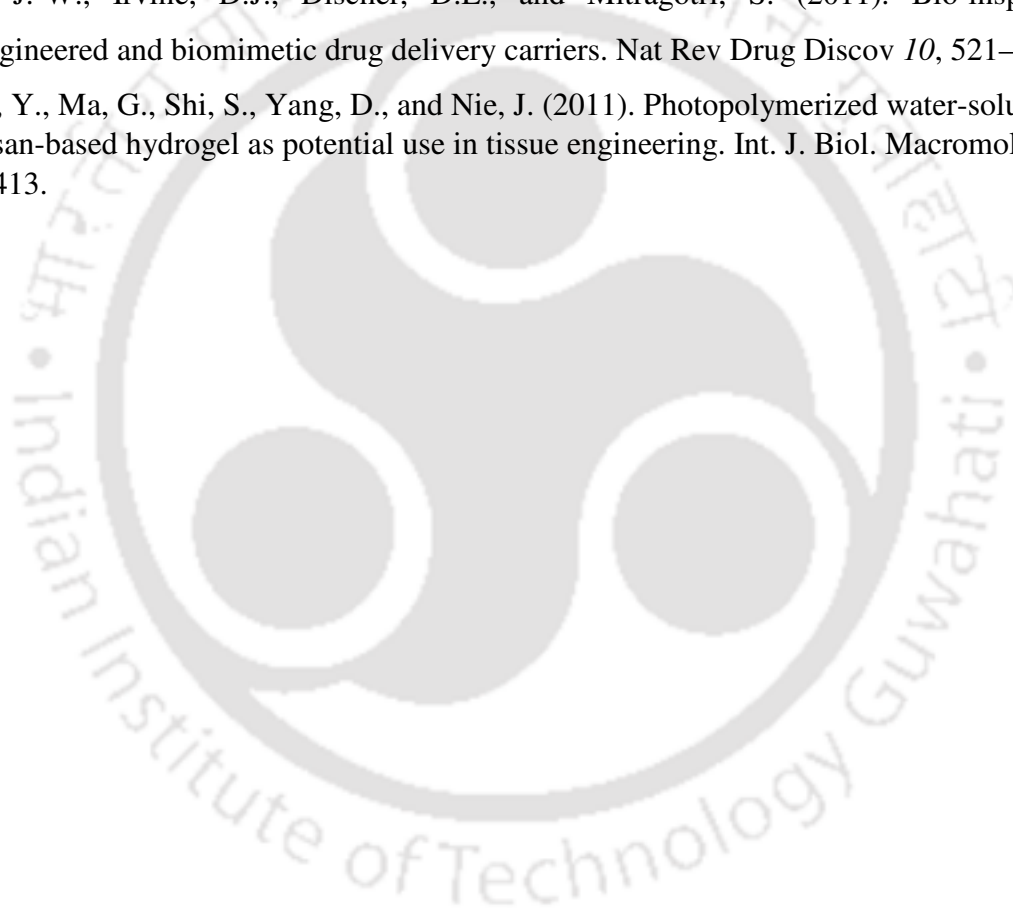 J.-W., Irvine, D.J., Discher, D.E., and Mitragotri, S. (2011). Bio-insp
gineered and biomimetic drug delivery carriers. Nat Rev Drug Discov 10, 521–
, Y., Ma, G., Shi, S., Yang, D., and Nie, J. (2011). Photopolymerized water-solu
san-based hydrogel as potential use in tissue engineering. Int. J. Biol. Macromol
413.
Indian Institute of Technology Guwahati